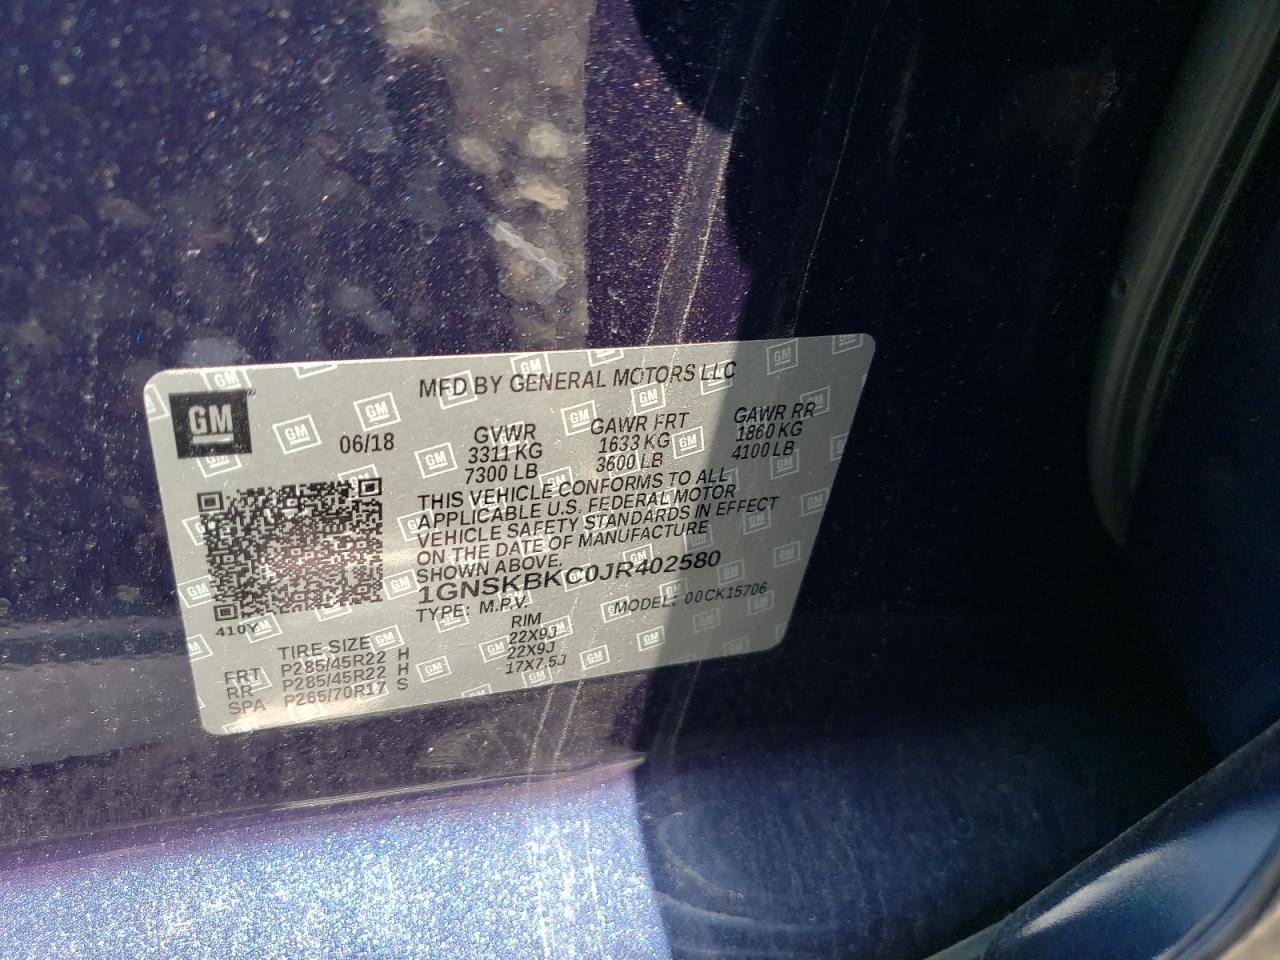 MFD BY GENERAL MOTORS LLC
GM
06/18
GVWR GAWR FRT GAWR RR
3311 KG 1633 KG 1860 KG
7300 LB 3600 LB 4100 LB
THIS VEHICLE CONFORMS TO ALL
APPLICABLE U.S. FEDERAL MOTOR
VEHICLE SAFETY STANDARDS IN EFFECT
ON THE DATE OF MANUFACTURE
SHOWN ABOVE.
1GNSKBKC0JR402580
TYPE: M.P.V. MODEL: 00CK15706
410Y
TIRE SIZE RIM
FRT P285/45R22 H 22X9J
RR P285/45R22 H 22X9J
SPA P265/70R17 S 17X7.5J